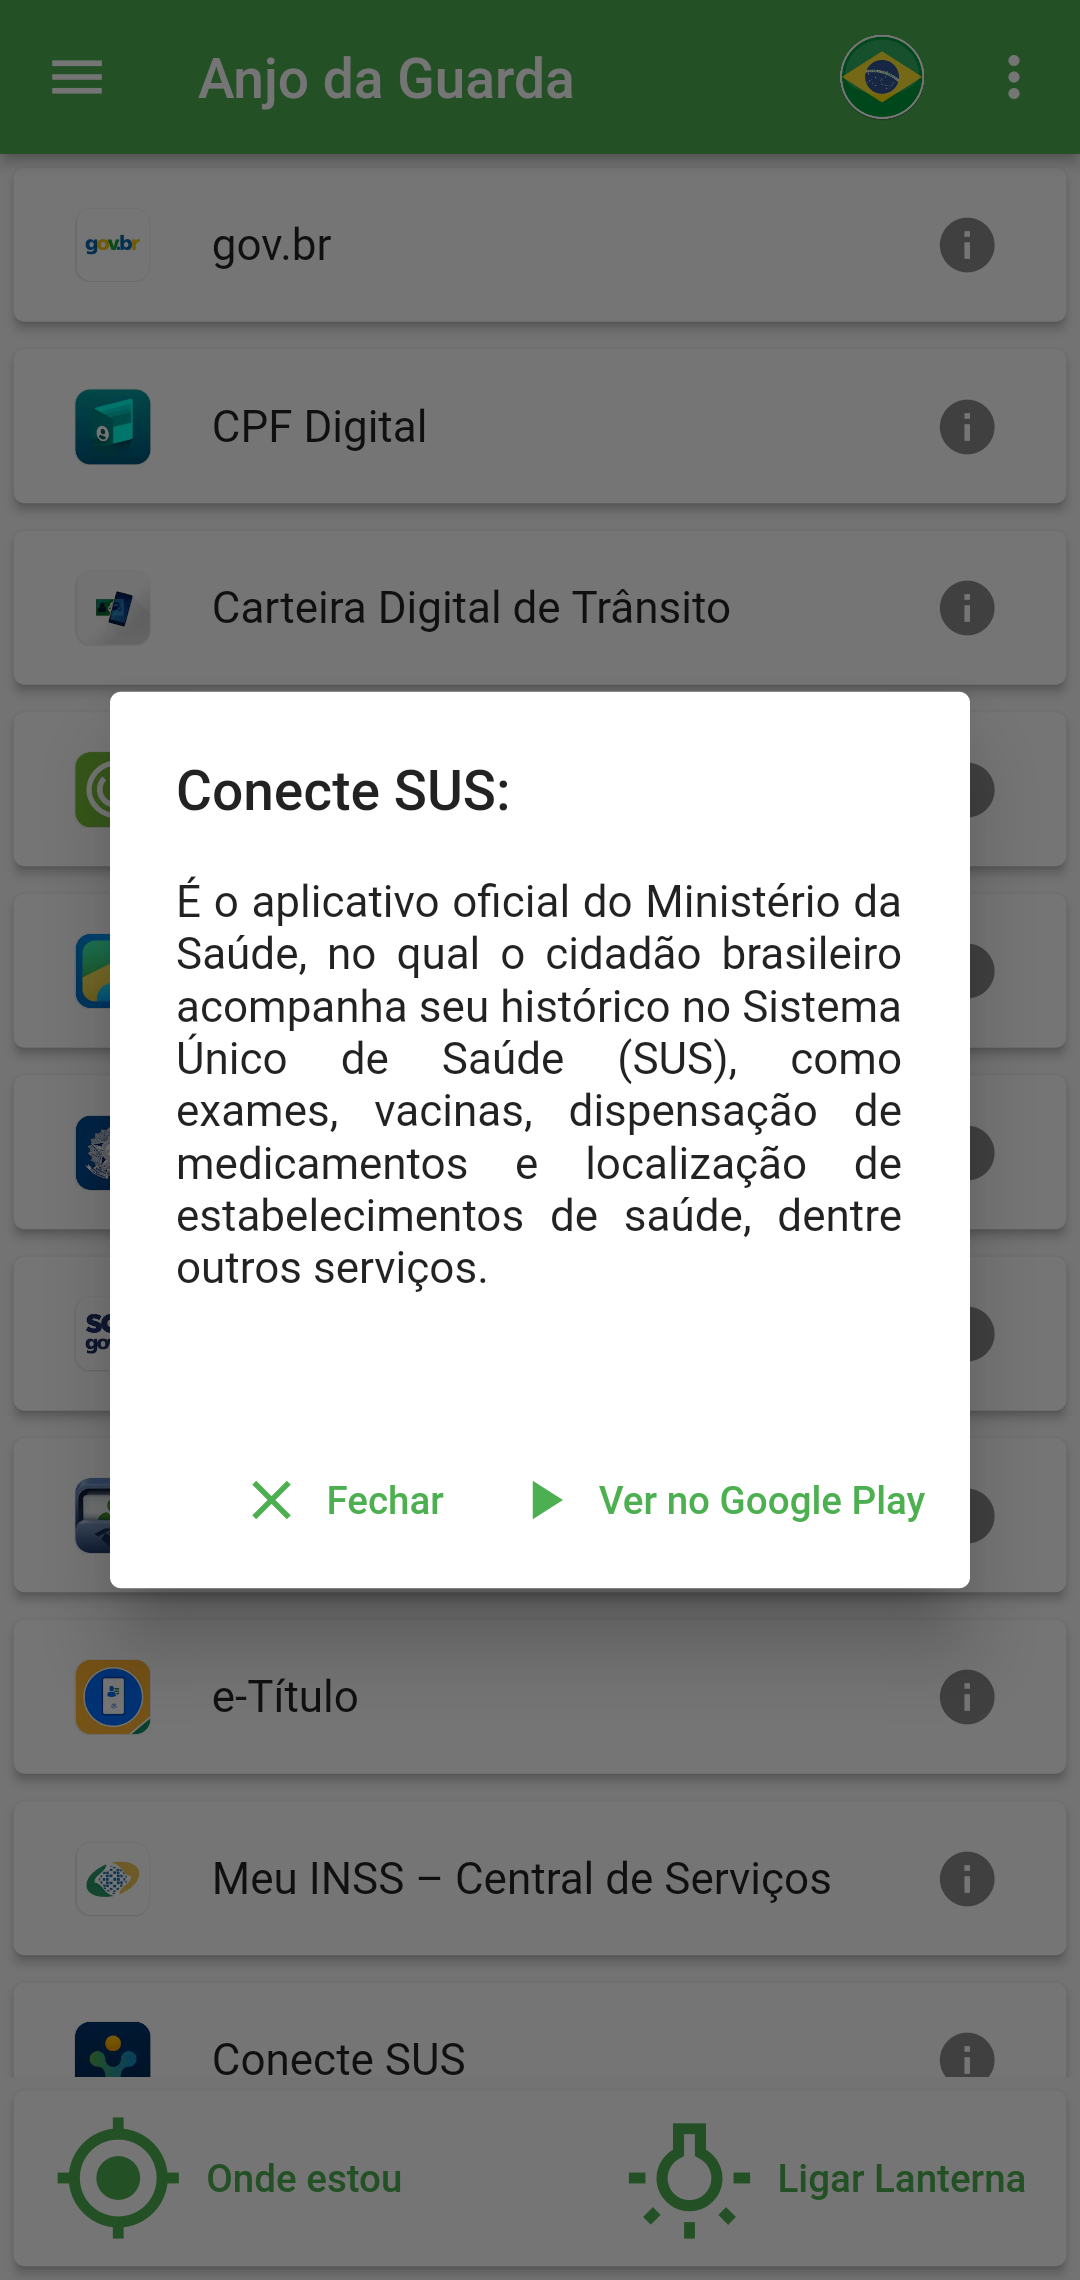 Anjo da Guarda
gov.br
gov.br
CPF Digital
Carteira Digital de Trânsito
Conecte SUS:
É o aplicativo oficial do Ministério da
Saúde, no qual o cidadão brasileiro
acompanha seu histórico no Sistema
Único de Saúde (SUS), como
exames, vacinas, dispensação de
medicamentos e localização de
estabelecimentos de saúde, dentre
outros serviços.
Fechar
Ver no Google Play
e-Título
Meu INSS – Central de Serviços
Conecte SUS
Onde estou
Ligar Lanterna